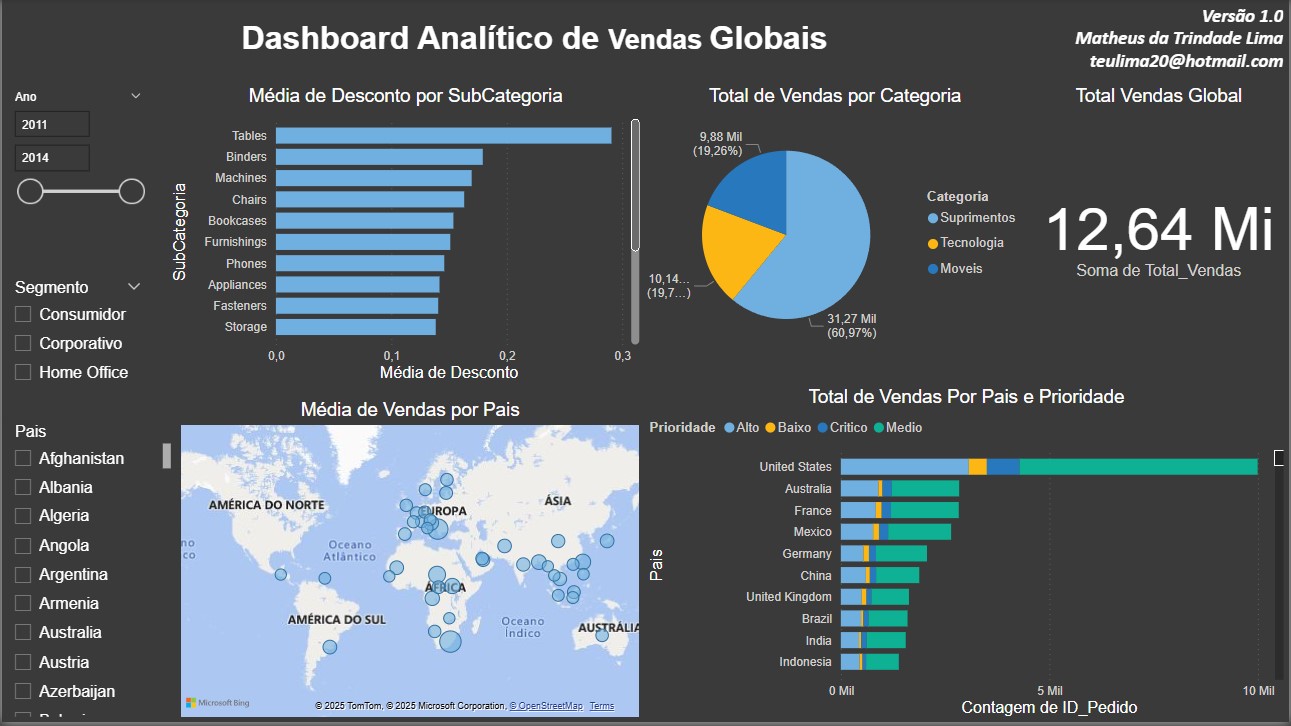 Dashboard Analítico de Vendas Globais
Versão 1.0
Matheus da Trindade Lima
teulima20@hotmail.com
Ano
2011
2014
Segmento
Consumidor
Corporativo
Home Office
Pais
Afghanistan
Albania
Algeria
Angola
Argentina
Armenia
Australia
Austria
Azerbaijan
Média de Desconto por SubCategoria
SubCategoria
Tables
Binders
Machines
Chairs
Bookcases
Furnishings
Phones
Appliances
Fasteners
Storage
0,0 0,1 0,2 0,3
Média de Desconto
Total de Vendas por Categoria
9,88 Mil
(19,26%)
10,14...
(19,7...)
31,27 Mil
(60,97%)
Categoria
Suprimentos
Tecnologia
Moveis
Total Vendas Global
12,64 Mi
Soma de Total_Vendas
Média de Vendas por Pais
AMÉRICA DO NORTE
EUROPA
ÁSIA
no
co
Oceano
Atlântico
ÁFRICA
AMÉRICA DO SUL
Oceano
Índico
AUSTRÁLIA
Microsoft Bing
© 2025 TomTom, © 2025 Microsoft Corporation, © OpenStreetMap Terms
Total de Vendas Por Pais e Prioridade
Prioridade Alto Baixo Critico Medio
Pais
United States
Australia
France
Mexico
Germany
China
United Kingdom
Brazil
India
Indonesia
0 Mil 5 Mil 10 Mil
Contagem de ID_Pedido